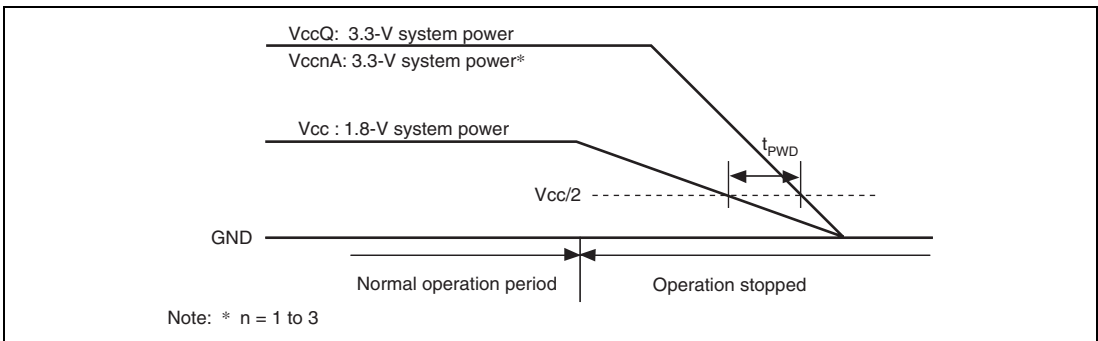 VccQ: 3.3-V system power
VccnA: 3.3-V system power*
Vcc : 1.8-V system power
tPWD
Vcc/2
GND
Normal operation period
Operation stopped
Note: * n = 1 to 3